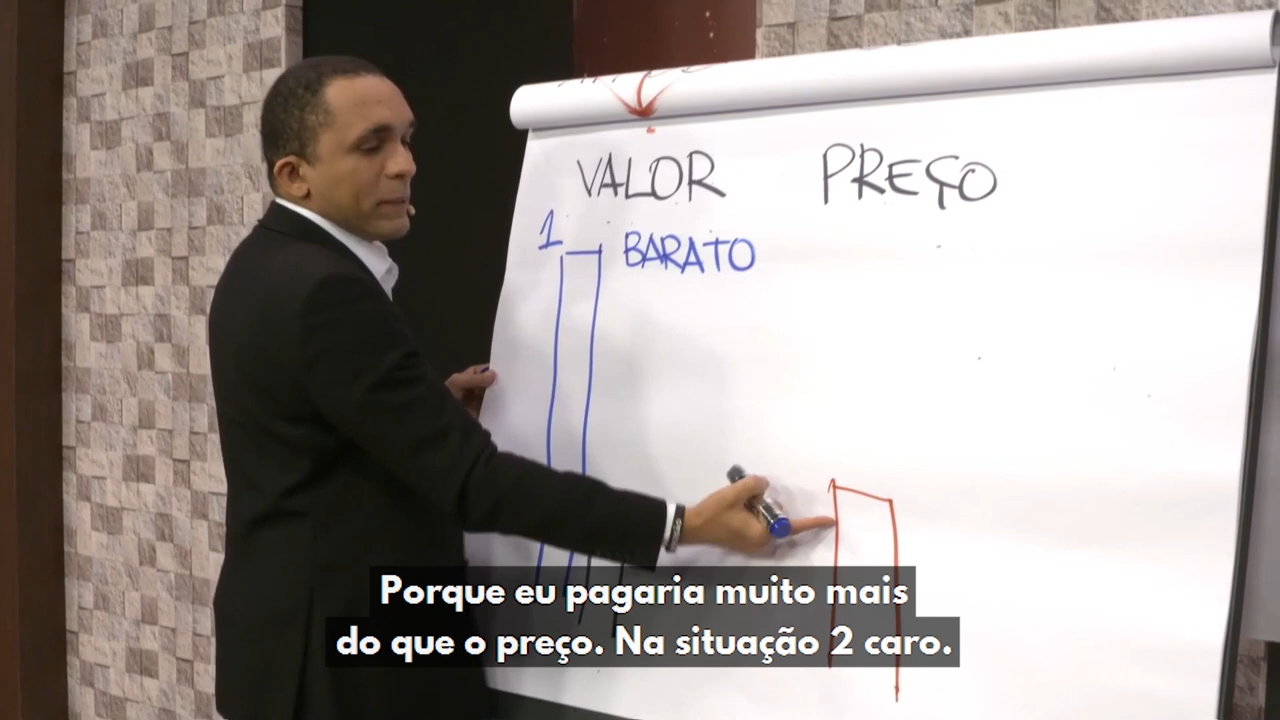 VALOR PREÇO
1 BARATO
Porque eu pagaria muito mais
do que o preço. Na situação 2 caro.